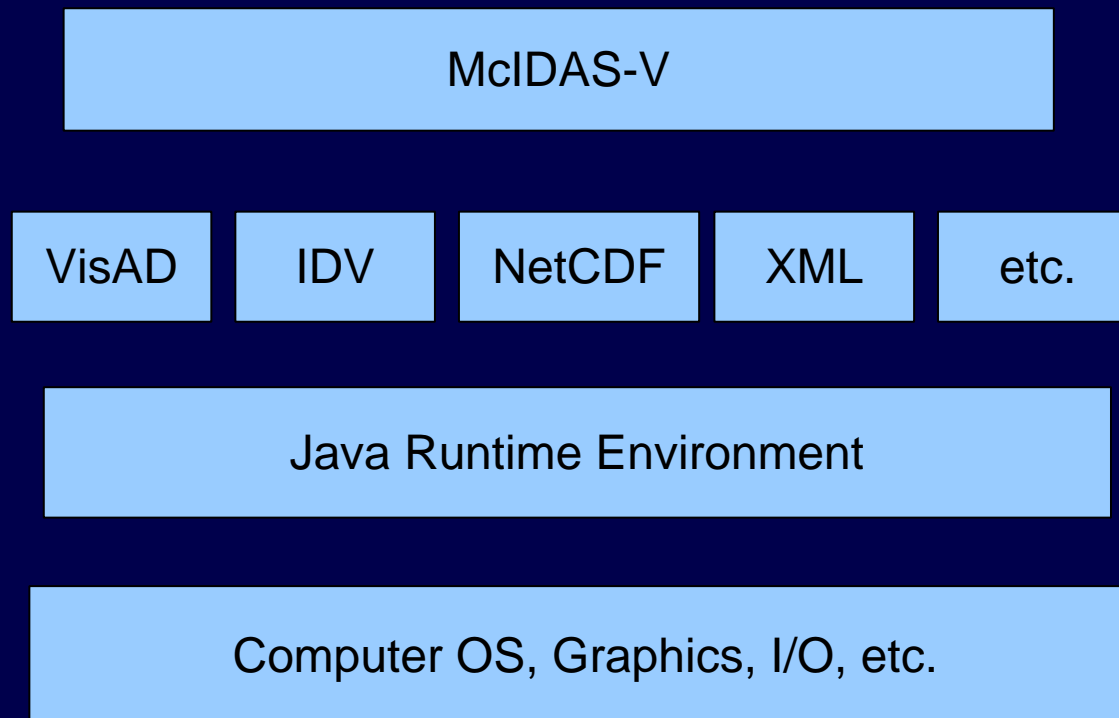 McIDAS-V
VisAD IDV NetCDF XML etc.
Java Runtime Environment
Computer OS, Graphics, I/O, etc.